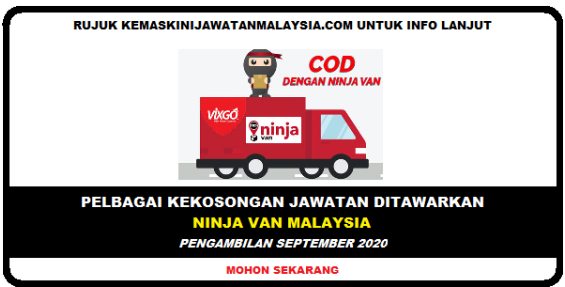 RUJUK KEMASKINIJAWATANMALAYSIA.COM UNTUK INFO LANJUT
COD
DENGAN NINJA VAN
VIXGO
ninja
van
PELBAGAI KEKOSONGAN JAWATAN DITAWARKAN
NINJA VAN MALAYSIA
PENGAMBILAN SEPTEMBER 2020
MOHON SEKARANG